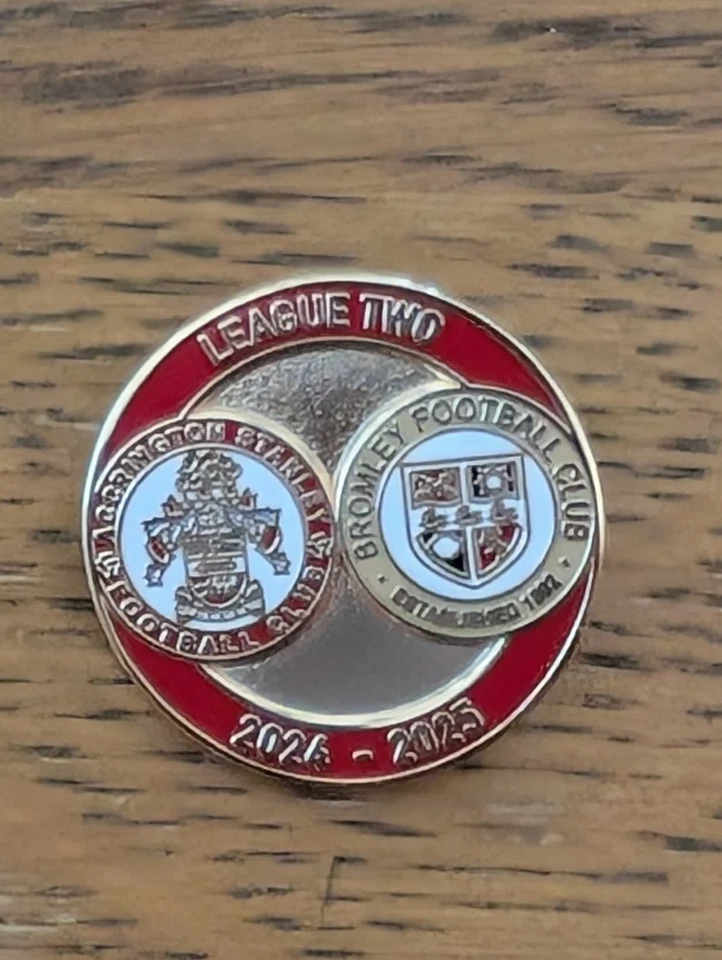 LEAGUE TWO
ACCRINGTON STANLEY
FOOTBALL CLUB
BROMLEY FOOTBALL CLUB
ESTABLISHED 1892
2024 - 2025